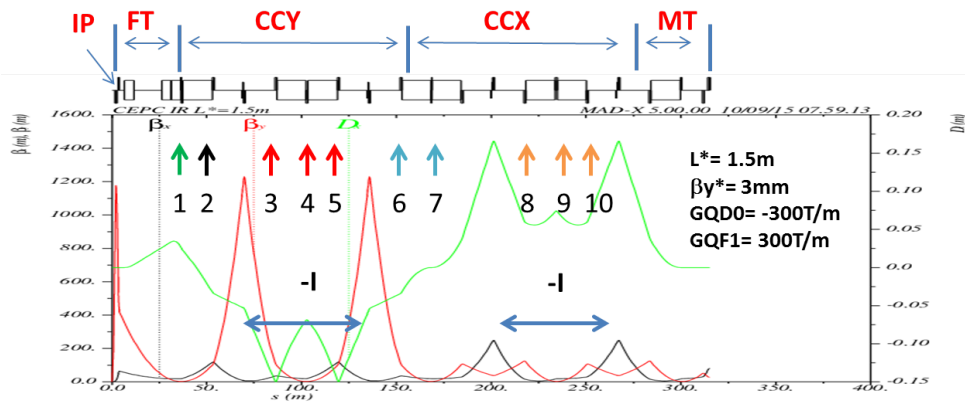 IP FT CCY CCX MT
CEPC IR L*=1.5m MAD-X 5.00.00 10/09/15 07.59.13
β (m), β (m)
D (m)
1600. 0.20
βx βy D
1400. 0.15
1200. 0.10
1000. 0.05
800. 0.0
600. -0.05
400. -0.10
200.
0.0 -0.15
1 2 3 4 5 6 7 8 9 10
L*= 1.5m
βy*= 3mm
GQD0= -300T/m
GQF1= 300T/m
-I -I
0.0 50. 100. 150. 200. 250. 300. 350. 400.
s (m)